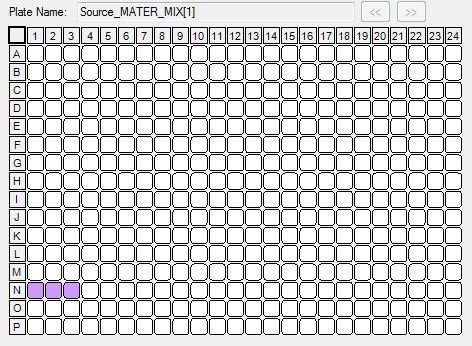 Plate Name: Source_MATER_MIX[1] << >>
1 2 3 4 5 6 7 8 9 10 11 12 13 14 15 16 17 18 19 20 21 22 23 24
A
B
C
D
E
F
G
H
I
J
K
L
M
N
O
P